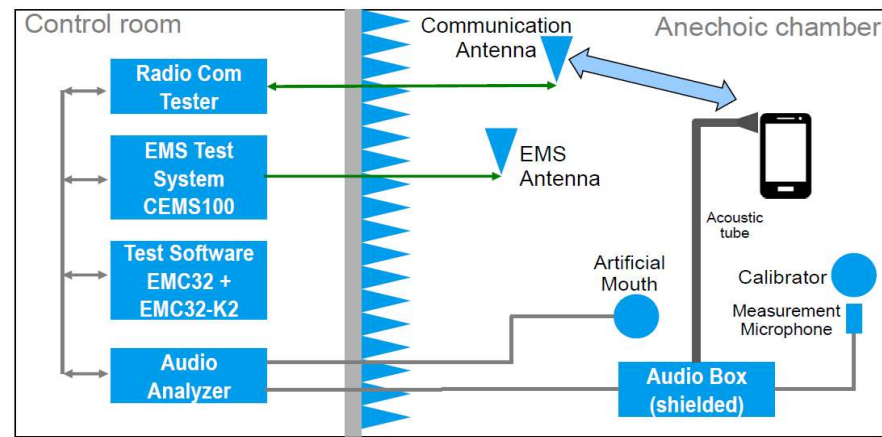 Control room
Radio Com
Tester
EMS Test
System
CEMS100
Test Software
EMC32 +
EMC32-K2
Audio
Analyzer
Communication
Antenna
Anechoic chamber
EMS
Antenna
Acoustic
tube
Artificial
Mouth
Calibrator
Measurement
Microphone
Audio Box
(shielded)